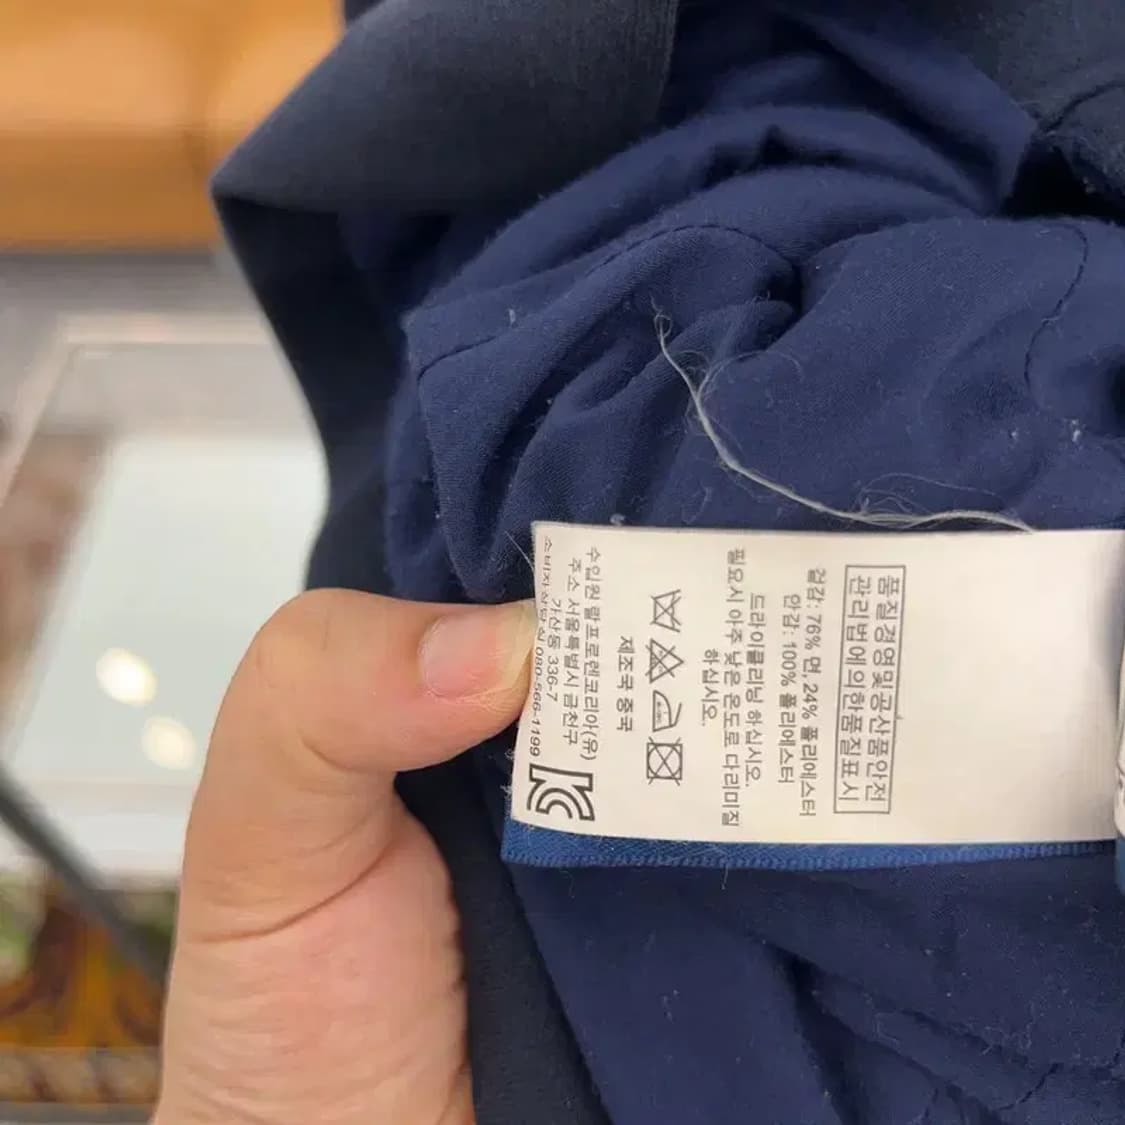 품질경영및공산품안전
관리법에의한품질표시
겉감: 76% 면, 24% 폴리에스터
안감: 100% 폴리에스터
드라이클리닝 하십시오.
필요시 아주 낮은 온도로 다리미질
하십시오.
제조국 중국
수입원 랄프로렌코리아(유)
주소 서울특별시 금천구
가산동 336-7
소비자상담실 080-566-1199